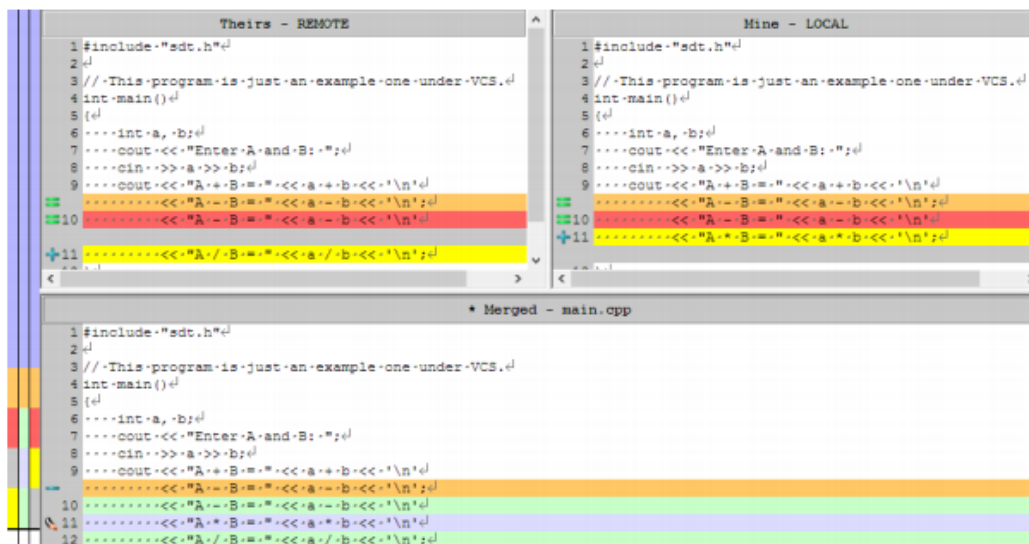 Theirs - REMOTE
1 #include "sdt.h"
2
3 // This program is just an example one under VCS.
4 int main()
5 {
6     int a, b;
7     cout << "Enter A and B: ";
8     cin  >> a >> b;
9     cout << "A + B = " << a + b << '\n'
         << "A - B = " << a - b << '\n';
10          << "A - B = " << a - b << '\n'
11          << "A / B = " << a / b << '\n';
Mine - LOCAL
1 #include "sdt.h"
2
3 // This program is just an example one under VCS.
4 int main()
5 {
6     int a, b;
7     cout << "Enter A and B: ";
8     cin  >> a >> b;
9     cout << "A + B = " << a + b << '\n'
         << "A - B = " << a - b << '\n';
10          << "A - B = " << a - b << '\n'
11          << "A * B = " << a * b << '\n';
* Merged - main.cpp
1 #include "sdt.h"
2
3 // This program is just an example one under VCS.
4 int main()
5 {
6     int a, b;
7     cout << "Enter A and B: ";
8     cin  >> a >> b;
9     cout << "A + B = " << a + b << '\n'
         << "A - B = " << a - b << '\n';
10          << "A - B = " << a - b << '\n'
11          << "A * B = " << a * b << '\n'
12          << "A / B = " << a / b << '\n';